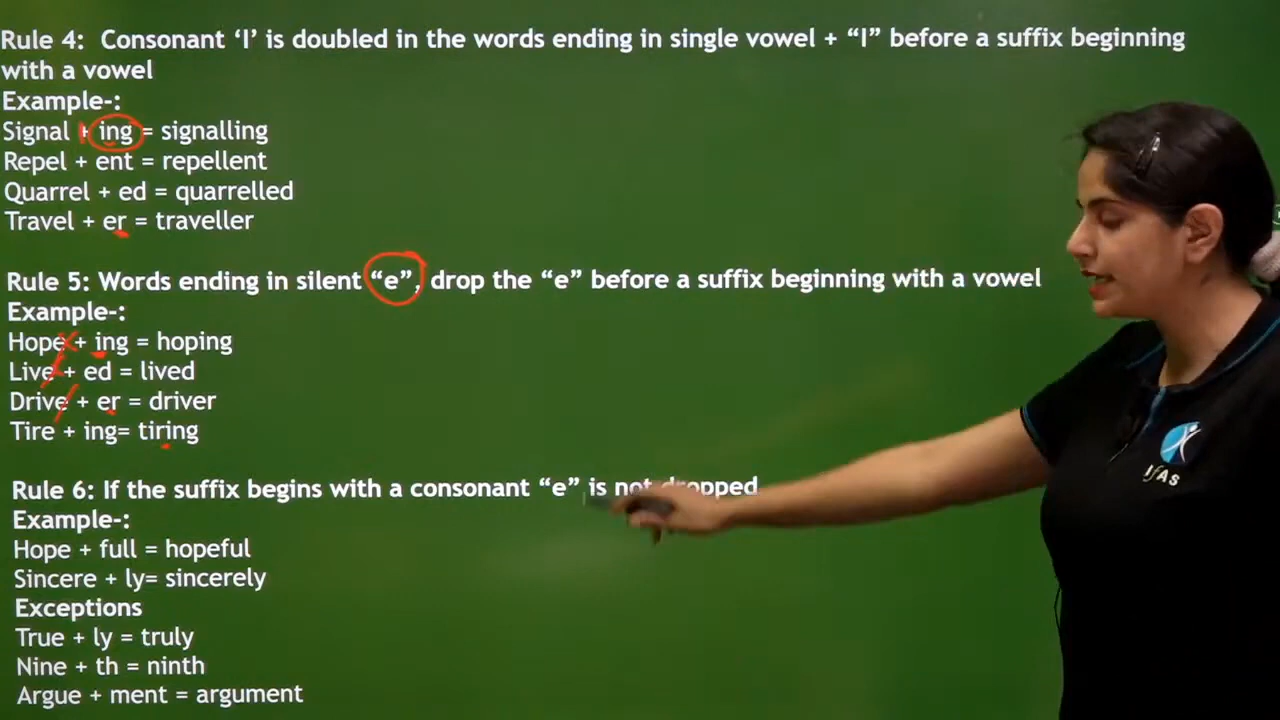 Rule 4: Consonant ‘l’ is doubled in the words ending in single vowel + “l” before a suffix beginning
with a vowel
Example-:
Signal + ing = signalling
Repel + ent = repellent
Quarrel + ed = quarrelled
Travel + er = traveller
Rule 5: Words ending in silent “e”, drop the “e” before a suffix beginning with a vowel
Example-:
Hope + ing = hoping
Live + ed = lived
Drive + er = driver
Tire + ing= tiring
Rule 6: If the suffix begins with a consonant “e” is not dropped
Example-:
Hope + full = hopeful
Sincere + ly= sincerely
Exceptions
True + ly = truly
Nine + th = ninth
Argue + ment = argument
IFAS